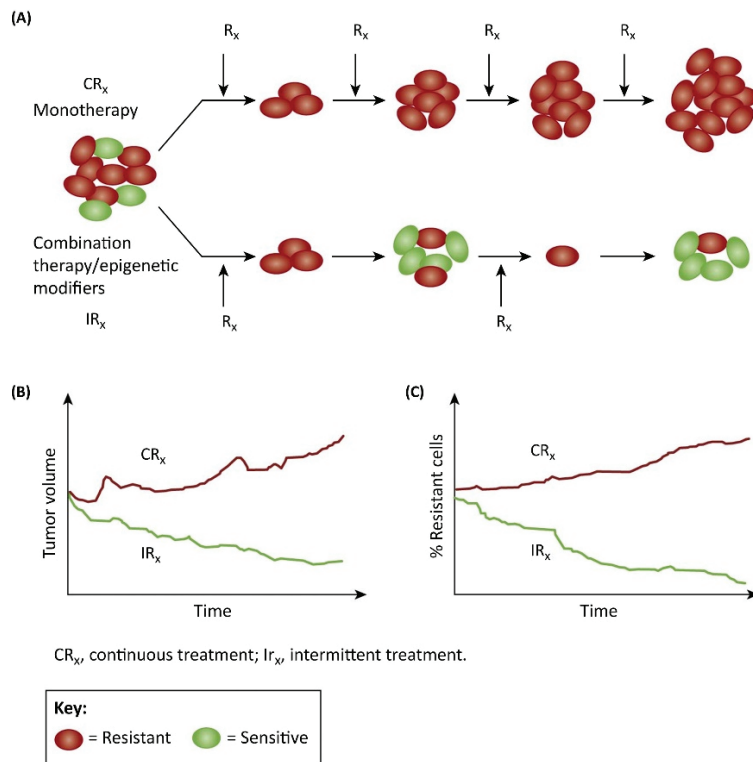 (A)
Rx Rx Rx Rx
CRx
Monotherapy
Combination
therapy/epigenetic
modifiers
IRx
Rx Rx
(B)
Tumor volume
CRx
IRx
Time
(C)
% Resistant cells
CRx
IRx
Time
CRx, continuous treatment; Irx, intermittent treatment.
Key:
= Resistant = Sensitive